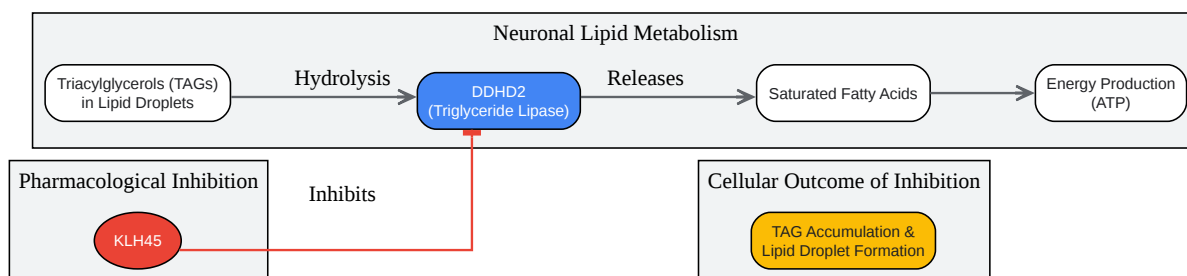 Neuronal Lipid Metabolism
Triacylglycerols (TAGs)
in Lipid Droplets
Hydrolysis
DDHD2
(Triglyceride Lipase)
Releases
Saturated Fatty Acids
Energy Production
(ATP)
Pharmacological Inhibition
KLH45
Inhibits
Cellular Outcome of Inhibition
TAG Accumulation &
Lipid Droplet Formation